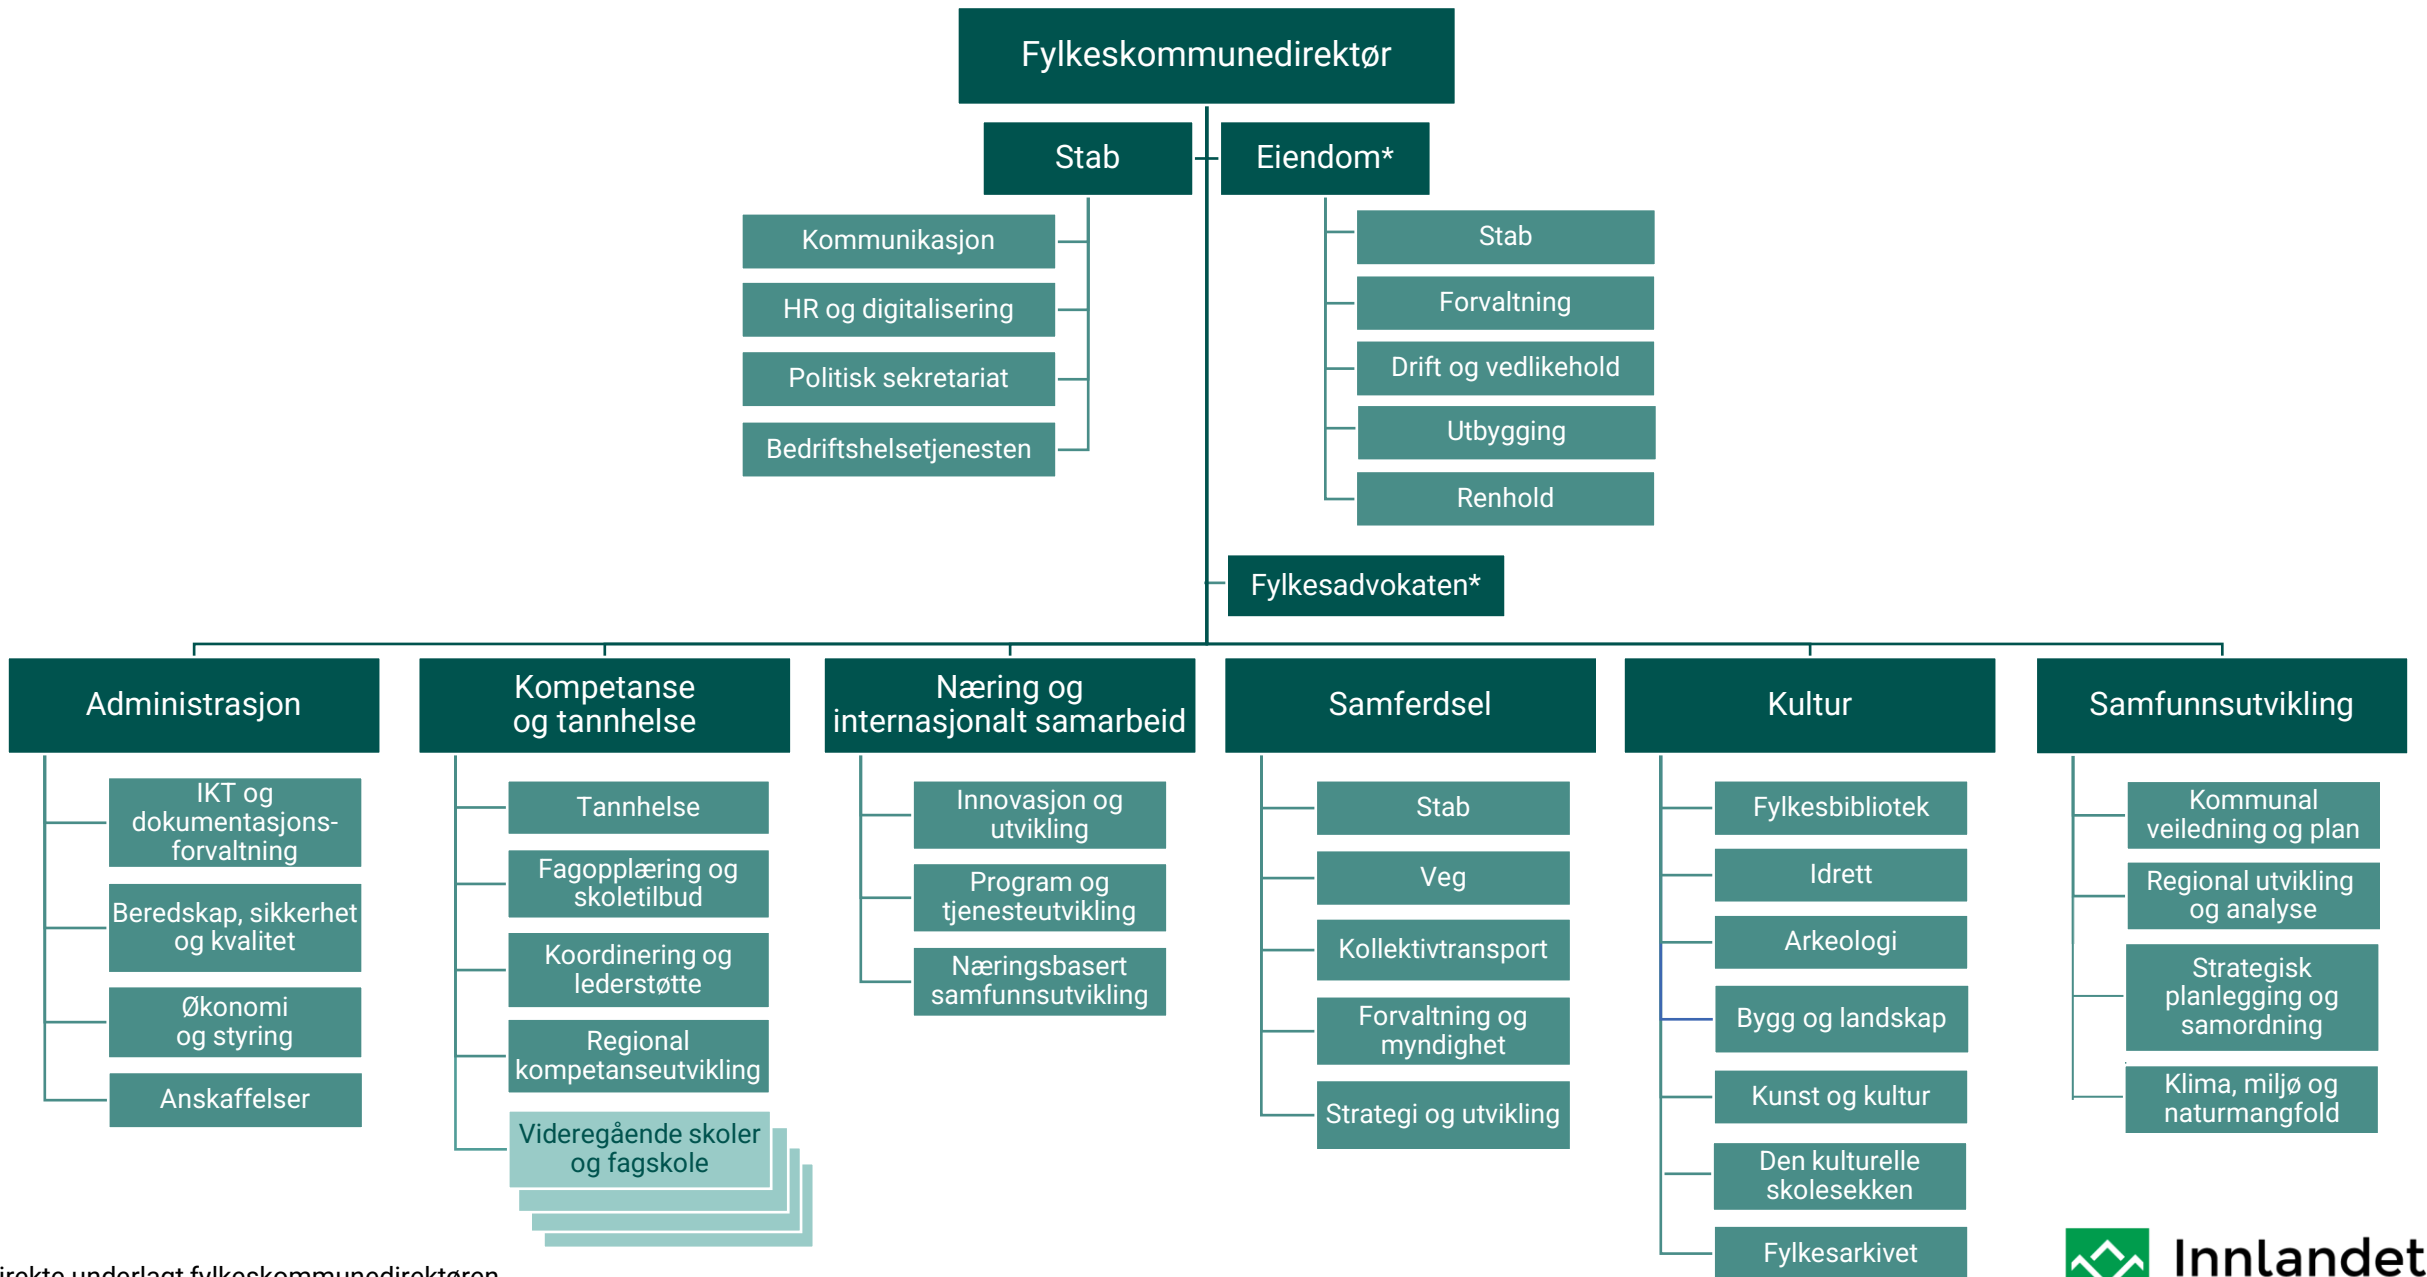 Fylkeskommunedirektør
Stab
Eiendom*
Kommunikasjon
HR og digitalisering
Politisk sekretariat
Bedriftshelsetjenesten
Stab
Forvaltning
Drift og vedlikehold
Utbygging
Renhold
Fylkesadvokaten*
Administrasjon
IKT og
dokumentasjons-
forvaltning
Beredskap, sikkerhet
og kvalitet
Økonomi
og styring
Anskaffelser
Kompetanse
og tannhelse
Tannhelse
Fagopplæring og
skoletilbud
Koordinering og
lederstøtte
Regional
kompetanseutvikling
Videregående skoler
og fagskole
Næring og
internasjonalt samarbeid
Innovasjon og
utvikling
Program og
tjenesteutvikling
Næringsbasert
samfunnsutvikling
Samferdsel
Stab
Veg
Kollektivtransport
Forvaltning og
myndighet
Strategi og utvikling
Kultur
Fylkesbibliotek
Idrett
Arkeologi
Bygg og landskap
Kunst og kultur
Den kulturelle
skolesekken
Fylkesarkivet
Samfunnsutvikling
Kommunal
veiledning og plan
Regional utvikling
og analyse
Strategisk
planlegging og
samordning
Klima, miljø og
naturmangfold
underlagt fylkeskommunedirektøren
Innlandet